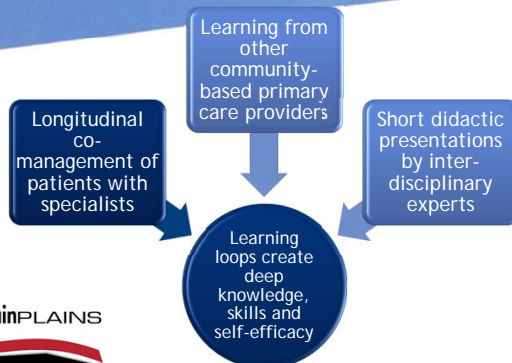 Learning from
other
community-
based primary
care providers
Longitudinal
co-
management of
patients with
specialists
Short didactic
presentations
by inter-
disciplinary
experts
Learning
loops create
deep
knowledge,
skills and
self-efficacy
PLAINS